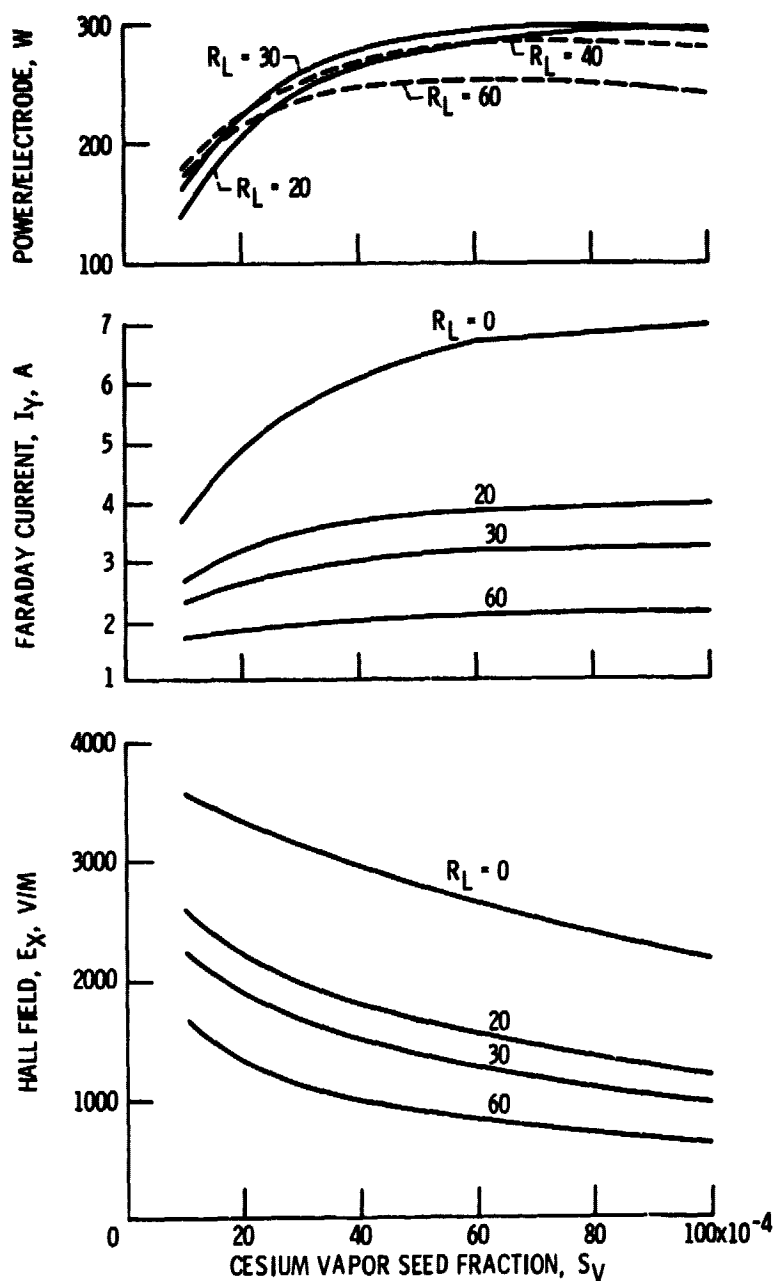 POWER/ELECTRODE, W
300
200
100
R_L = 30
R_L = 40
R_L = 60
R_L = 20
FARADAY CURRENT, I_Y, A
7
6
5
4
3
2
1
R_L = 0
20
30
60
HALL FIELD, E_X, V/M
4000
3000
2000
1000
R_L = 0
20
30
60
0 20 40 60 80 100x10^-4
CESIUM VAPOR SEED FRACTION, S_V